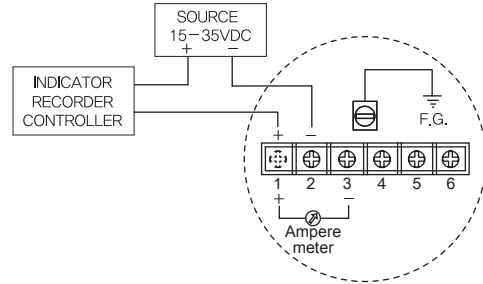 SOURCE
15-35VDC
+ −
INDICATOR
RECORDER
CONTROLLER
F.G.
+ −
1 2 3 4 5 6
+ −
Ampere
meter